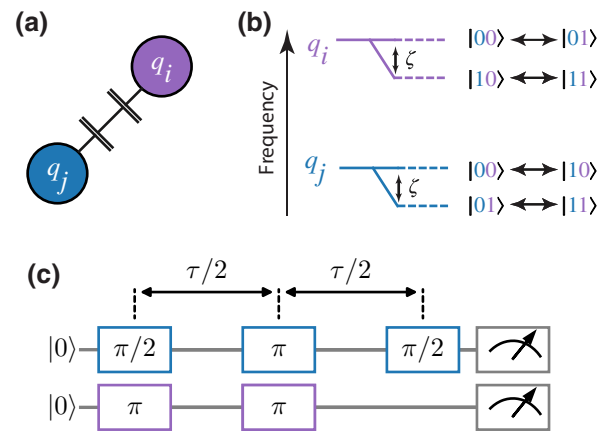 (a)
q_i
q_j
(b)
Frequency
q_i
ζ
|00⟩ ↔ |01⟩
|10⟩ ↔ |11⟩
q_j
ζ
|00⟩ ↔ |10⟩
|01⟩ ↔ |11⟩
(c)
τ/2 τ/2
|0⟩ π/2 π π/2
|0⟩ π π